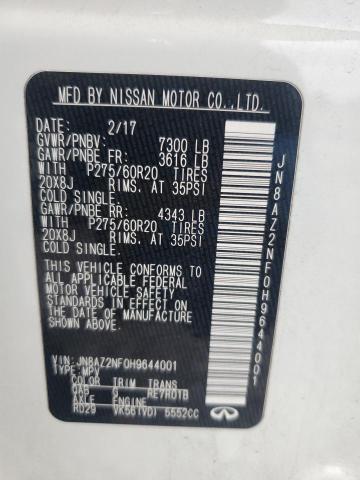 MFD BY NISSAN MOTOR CO.,LTD.
DATE: 2/17
GVWR/PNBV: 7300 LB
GAWR/PNBE FR: 3616 LB
WITH P275/60R20 TIRES
20X8J RIMS. AT 35PSI
COLD SINGLE.
GAWR/PNBE RR: 4343 LB
WITH P275/60R20 TIRES
20X8J RIMS. AT 35PSI
COLD SINGLE.
THIS VEHICLE CONFORMS TO
ALL APPLICABLE FEDERAL
MOTOR VEHICLE SAFETY
STANDARDS IN EFFECT ON
THE DATE OF MANUFACTURE
SHOWN ABOVE.
VIN: JN8AZ2NF0H9644001
TYPE: MPV
COLOR TRIM TRANS
QAB G RE7R01B
AXLE ENGINE
RD29 VK56(VD) 5552CC
JN8AZ2NF0H9644001